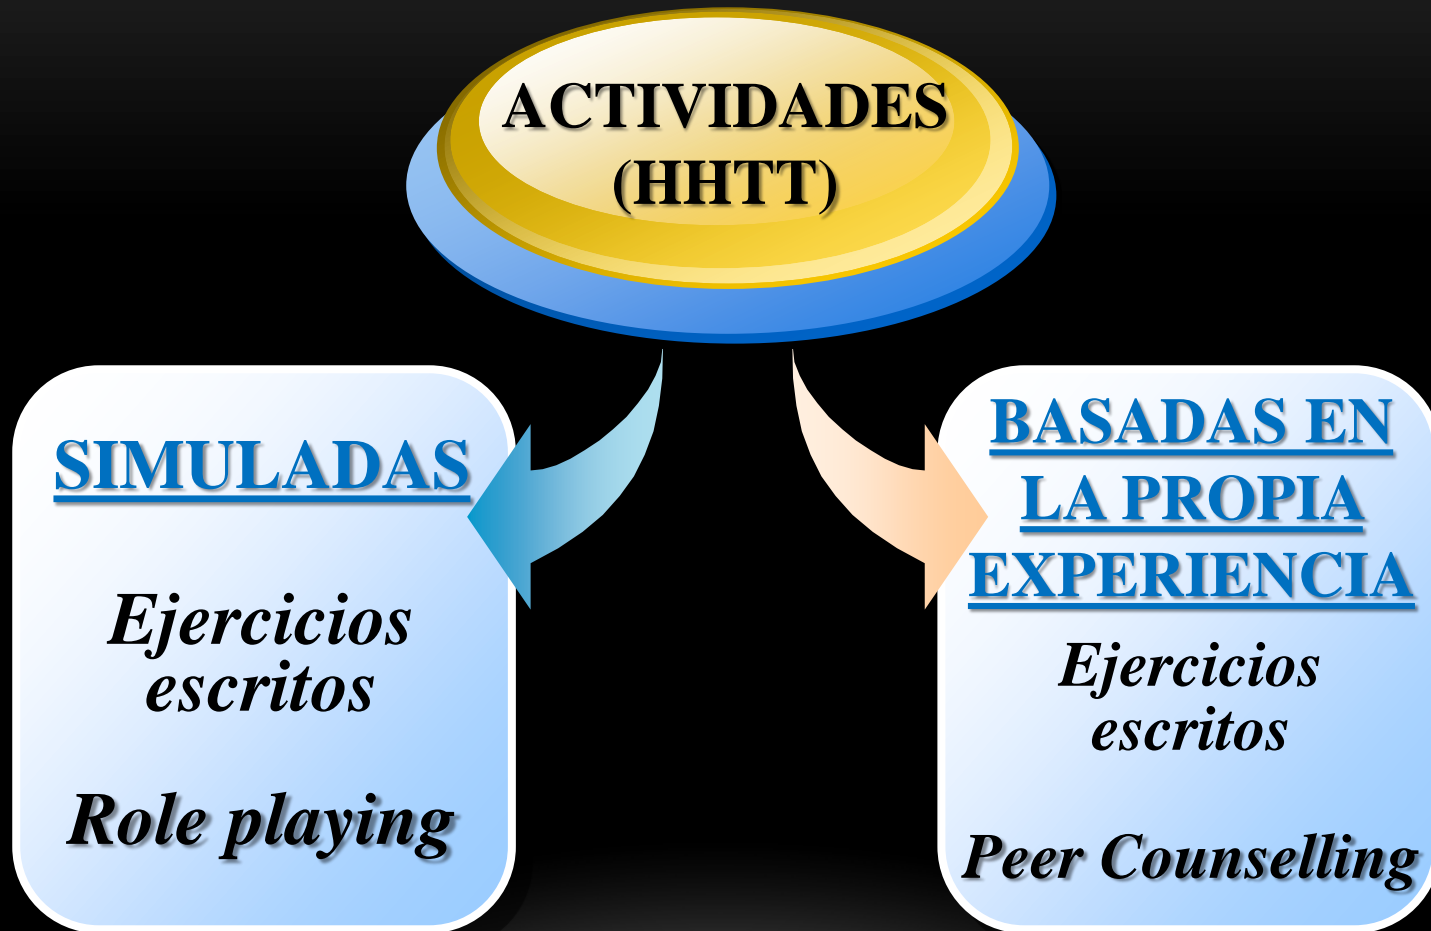 ACTIVIDADES
(HHTT)
SIMULADAS
Ejercicios
escritos
Role playing
BASADAS EN
LA PROPIA
EXPERIENCIA
Ejercicios
escritos
Peer Counselling